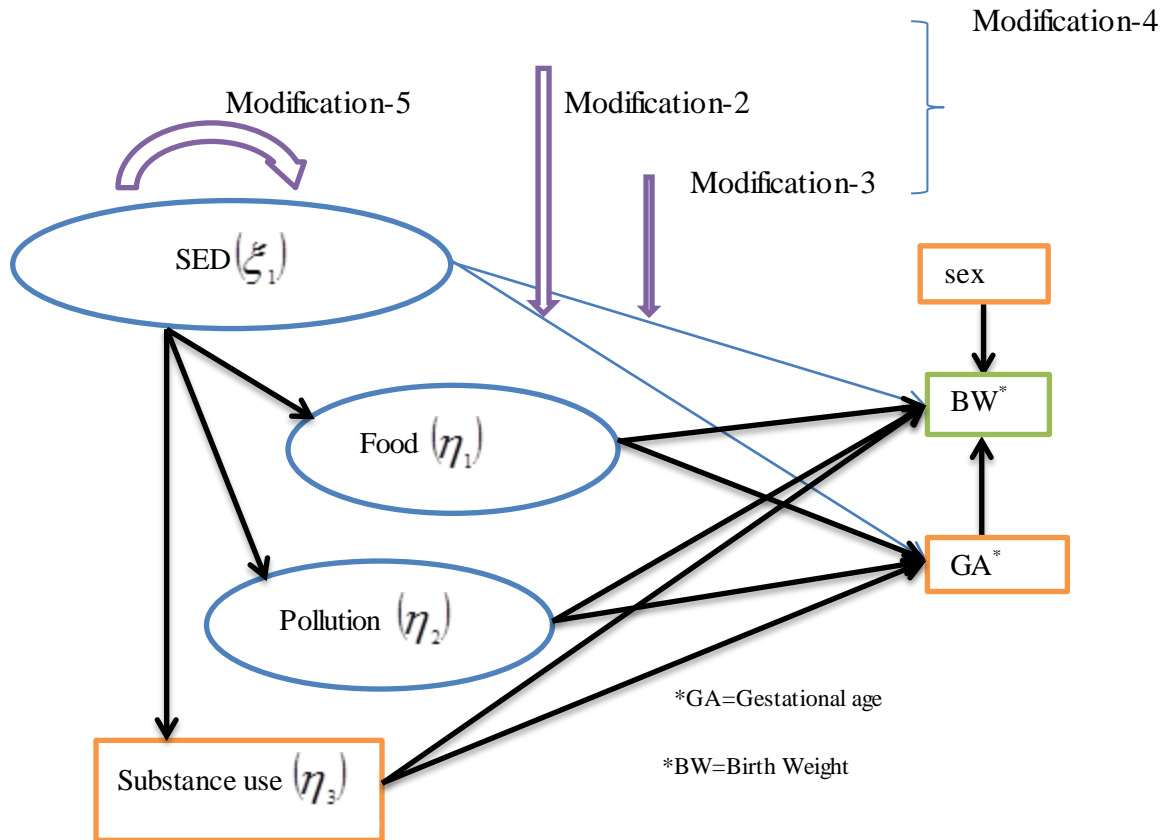 Modification-4
Modification-5
Modification-2
Modification-3
SED(ξ₁)
sex
BW*
Food (η₁)
GA*
Pollution (η₂)
*GA=Gestational age
Substance use (η₃)
*BW=Birth Weight